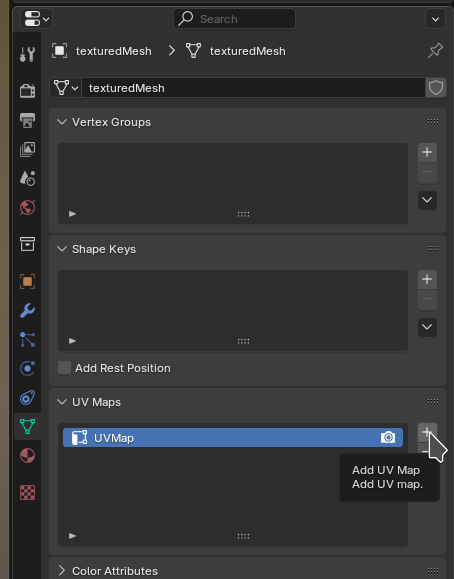 Search
texturedMesh > texturedMesh
texturedMesh
Vertex Groups
Shape Keys
Add Rest Position
UV Maps
UVMap
Add UV Map
Add UV map.
Color Attributes